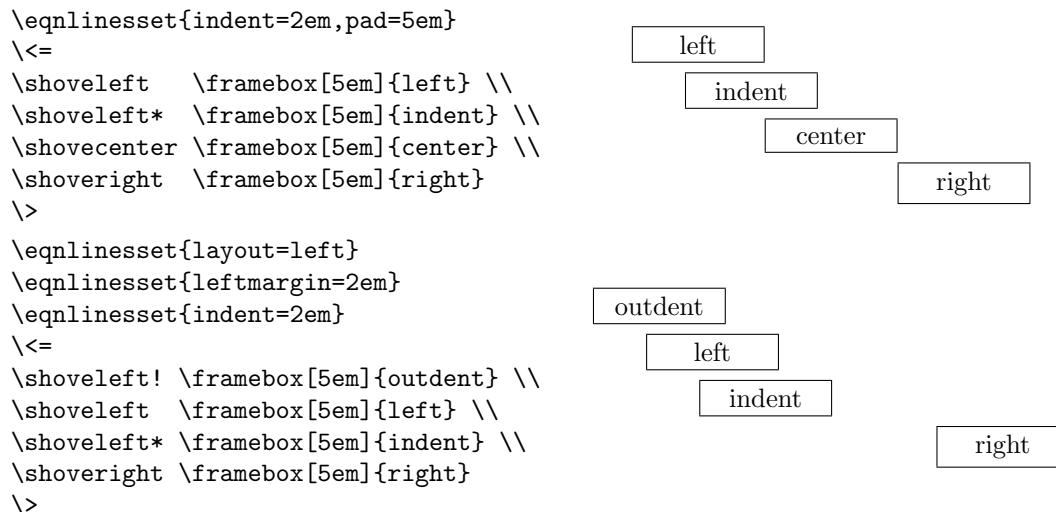 \eqnlinesset{indent=2em,pad=5em}
\<=
\shoveleft   \framebox[5em]{left} \\
\shoveleft*  \framebox[5em]{indent} \\
\shovecenter \framebox[5em]{center} \\
\shoveright  \framebox[5em]{right}
\>
left
indent
center
right
\eqnlinesset{layout=left}
\eqnlinesset{leftmargin=2em}
\eqnlinesset{indent=2em}
\<=
\shoveleft! \framebox[5em]{outdent} \\
\shoveleft  \framebox[5em]{left} \\
\shoveleft* \framebox[5em]{indent} \\
\shoveright \framebox[5em]{right}
\>
outdent
left
indent
right